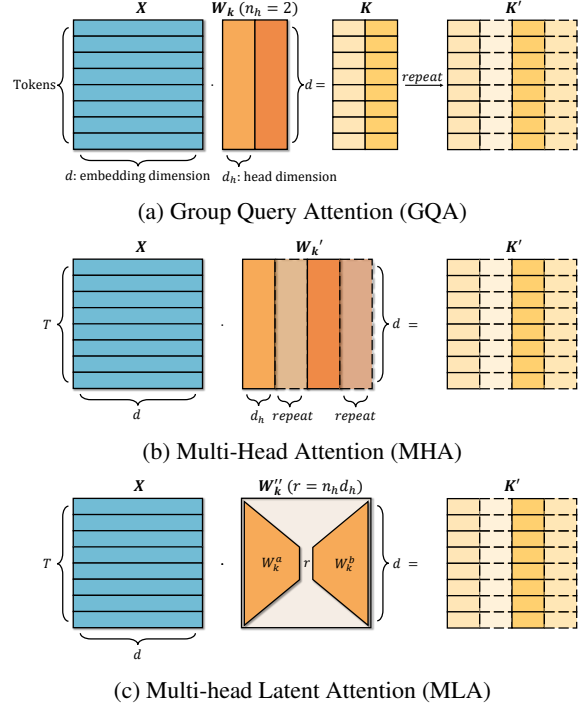 X W_k (n_h = 2) K K′
Tokens · d = repeat
d: embedding dimension d_h: head dimension
(a) Group Query Attention (GQA)
X W_k′ K′
T · d =
d d_h repeat repeat
(b) Multi-Head Attention (MHA)
X W_k′′ (r = n_h d_h) K′
T · W_k^a r W_k^b d =
d
(c) Multi-head Latent Attention (MLA)